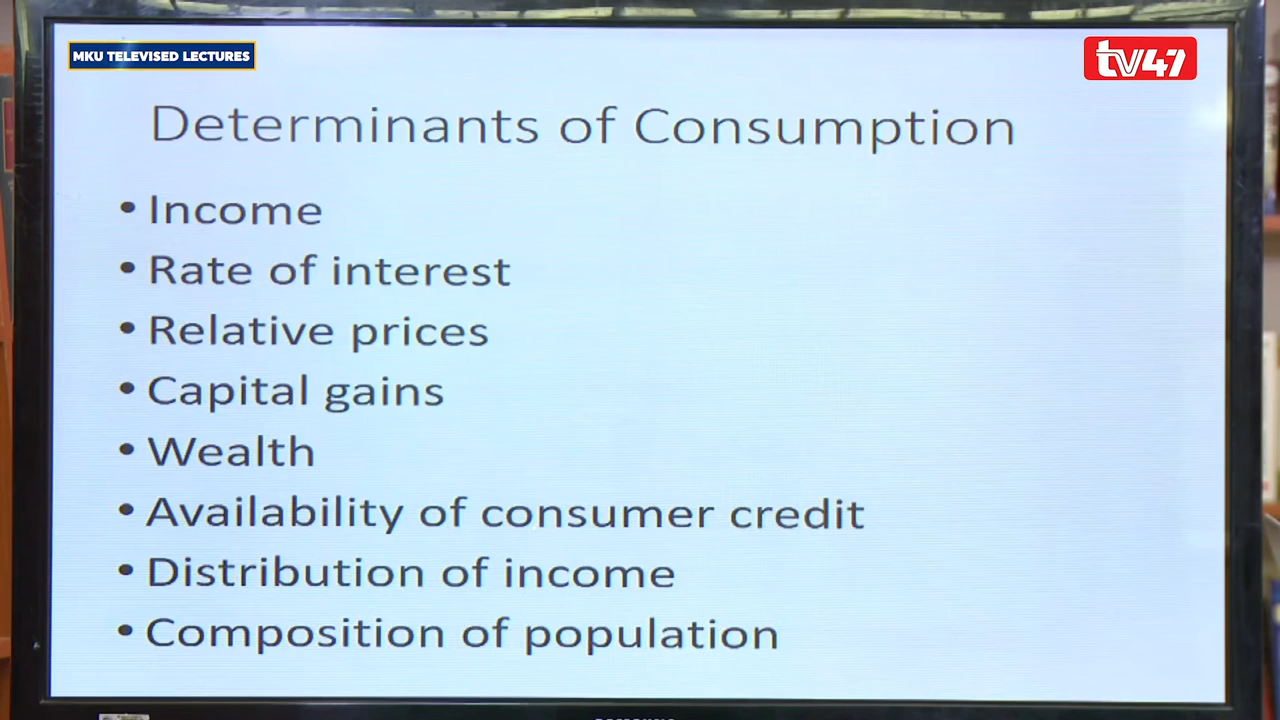 MKU TELEVISED LECTURES
tv47
Determinants of Consumption
• Income
• Rate of interest
• Relative prices
• Capital gains
• Wealth
• Availability of consumer credit
• Distribution of income
• Composition of population